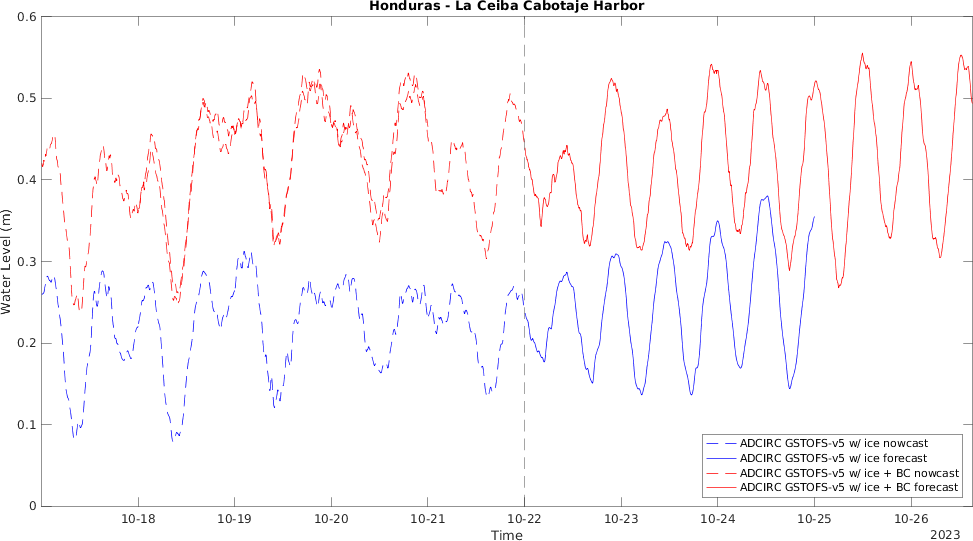 Honduras - La Ceiba Cabotaje Harbor
0.6
0.5
0.4
0.3
0.2
0.1
0
Water Level (m)
10-18 10-19 10-20 10-21 10-22 10-23 10-24 10-25 10-26
Time
2023
ADCIRC GSTOFS-v5 w/ ice nowcast
ADCIRC GSTOFS-v5 w/ ice forecast
ADCIRC GSTOFS-v5 w/ ice + BC nowcast
ADCIRC GSTOFS-v5 w/ ice + BC forecast